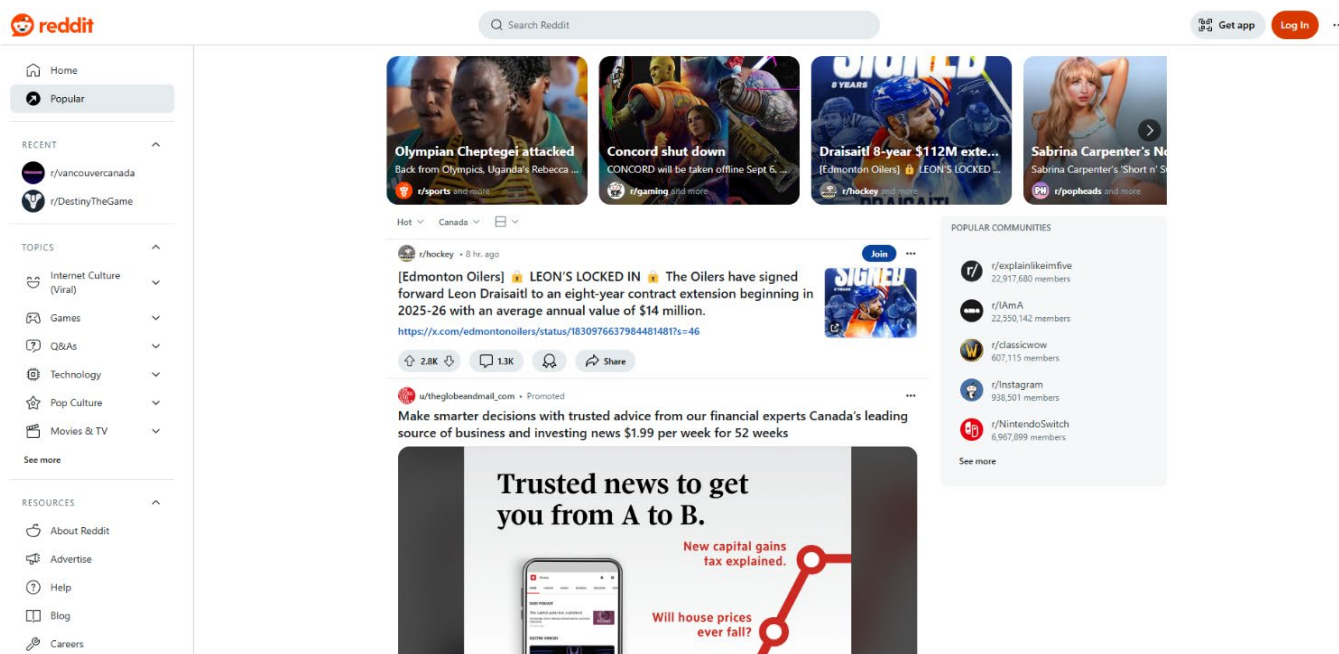 reddit
Search Reddit
Get app
Log In
Home
Popular
RECENT
r/vancouvercanada
r/DestinyTheGame
TOPICS
Internet Culture
(Viral)
Games
Q&As
Technology
Pop Culture
Movies & TV
See more
RESOURCES
About Reddit
Advertise
Help
Blog
Careers
Olympian Cheptegei attacked
Back from Olympics, Uganda's Rebecca ...
r/sports and more
Concord shut down
CONCORD will be taken offline Sept 6. ...
r/gaming and more
SIGNED
8 YEARS
Draisaitl 8-year $112M exte...
[Edmonton Oilers] 🔒 LEON'S LOCKED ...
r/hockey and more
DRAISAITL
Sabrina Carpenter's
Sabrina Carpenter's 'Short n'
PH r/popheads and more
Hot
Canada
r/hockey • 8 hr. ago
Join
[Edmonton Oilers] 🔒 LEON'S LOCKED IN 🔒 The Oilers have signed
forward Leon Draisaitl to an eight-year contract extension beginning in
2025-26 with an average annual value of $14 million.
https://x.com/edmontonoilers/status/1830976637984481481?s=46
SIGNED
2.8K
1.3K
Share
u/theglobeandmail_com • Promoted
Make smarter decisions with trusted advice from our financial experts Canada's leading
source of business and investing news $1.99 per week for 52 weeks
Trusted news to get
you from A to B.
New capital gains
tax explained.
Will house prices
ever fall?
POPULAR COMMUNITIES
r/explainlikeimfive
22,917,680 members
r/IAmA
22,550,142 members
r/classicwow
607,115 members
r/Instagram
938,501 members
r/NintendoSwitch
6,967,899 members
See more